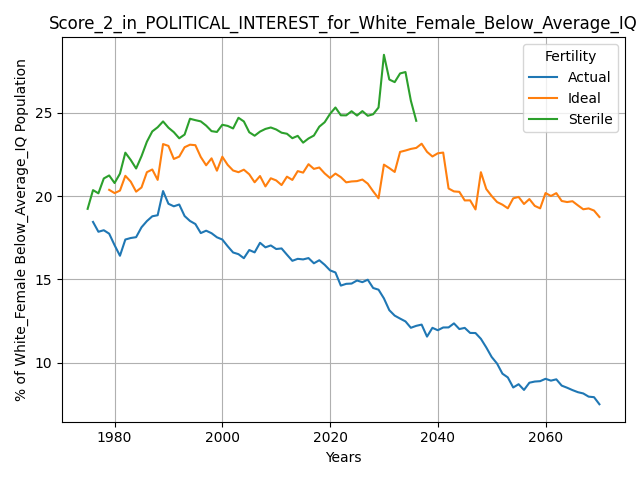 Score_2_in_POLITICAL_INTEREST_for_White_Female_Below_Average_IQ
% of White_Female Below_Average_IQ Population
25
20
15
10
Fertility
Actual
Ideal
Sterile
1980 2000 2020 2040 2060
Years